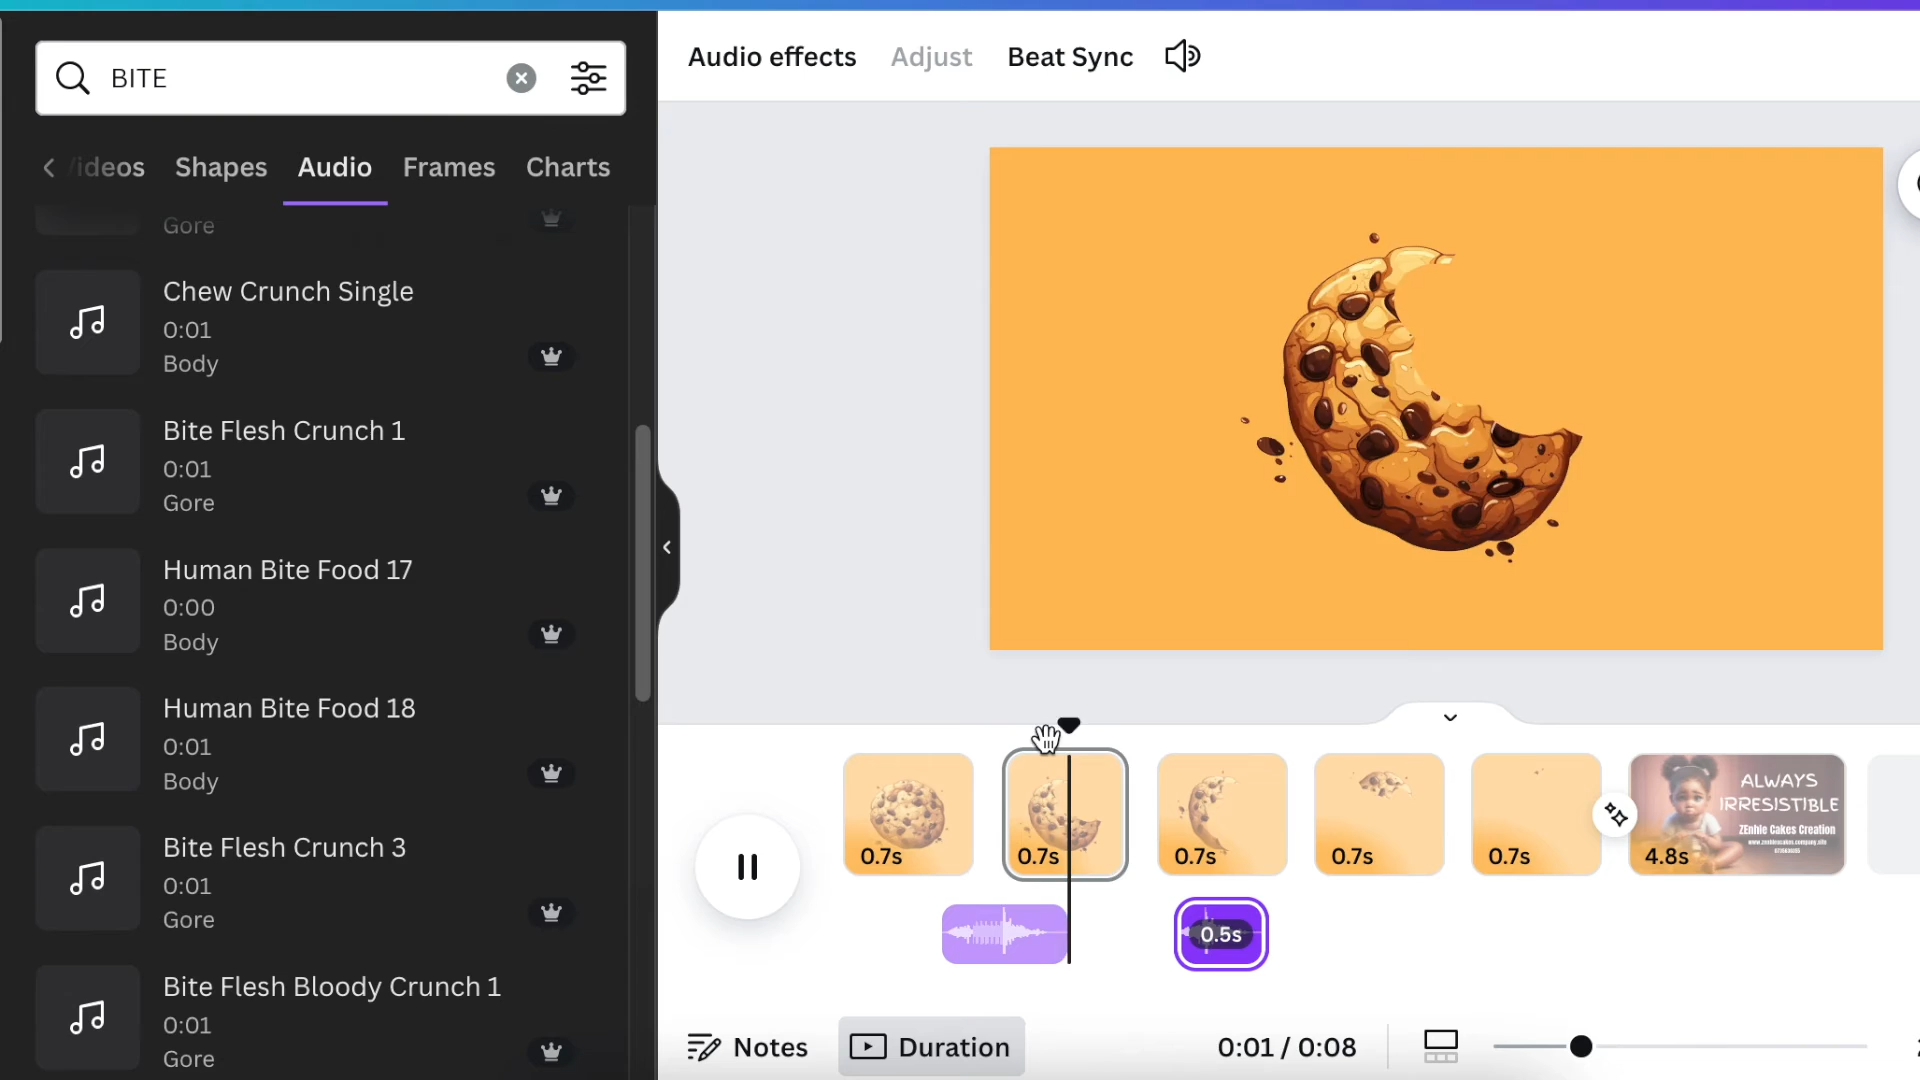 BITE
Audio effects
Adjust
Beat Sync
Videos
Shapes
Audio
Frames
Charts
Gore
Chew Crunch Single
0:01
Body
Bite Flesh Crunch 1
0:01
Gore
Human Bite Food 17
0:00
Body
Human Bite Food 18
0:01
Body
Bite Flesh Crunch 3
0:01
Gore
Bite Flesh Bloody Crunch 1
0:01
Gore
0.7s
0.7s
0.7s
0.7s
0.7s
ALWAYS
IRRESISTIBLE
ZEnhle Cakes Creation
4.8s
0.5s
Notes
Duration
0:01 / 0:08